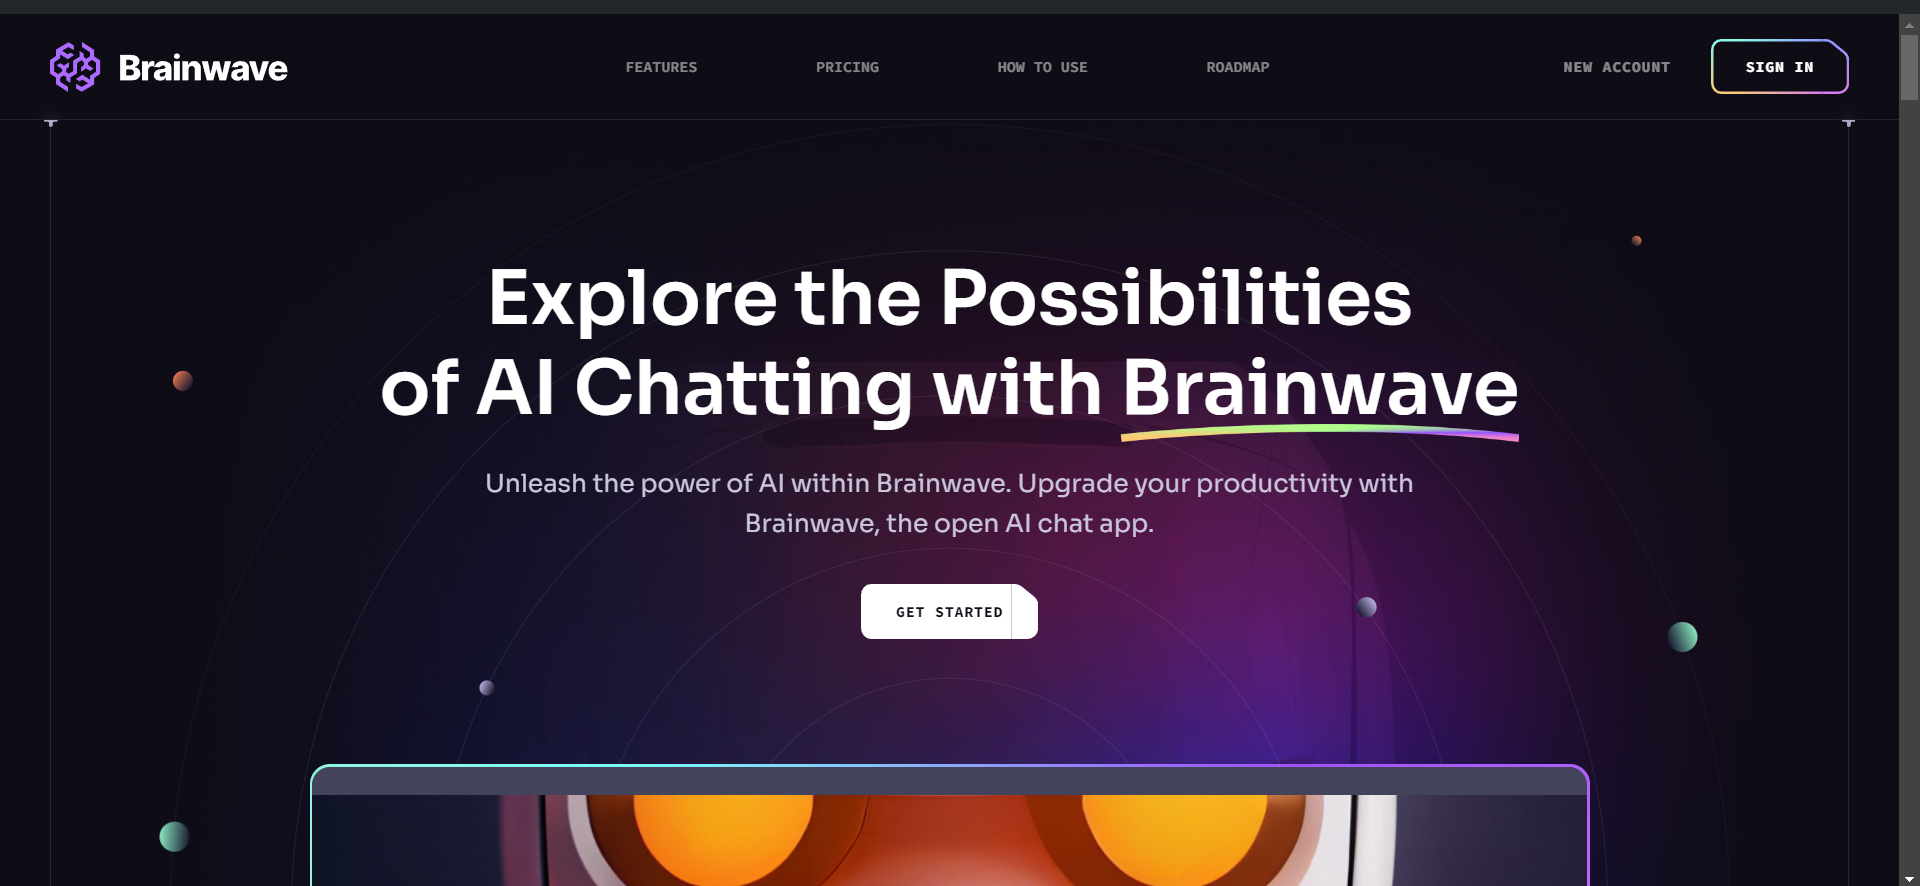 Brainwave
FEATURES
PRICING
HOW TO USE
ROADMAP
NEW ACCOUNT
SIGN IN
Explore the Possibilities
of AI Chatting with Brainwave
Unleash the power of AI within Brainwave. Upgrade your productivity with
Brainwave, the open AI chat app.
GET STARTED